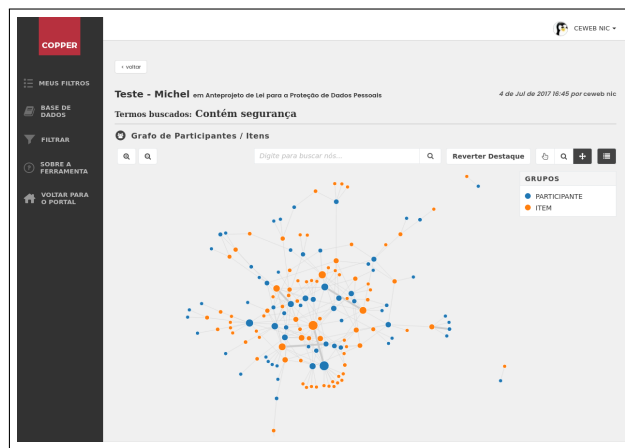 COPPER
CEWEB NIC
MEUS FILTROS
BASE DE
DADOS
FILTRAR
SOBRE A
FERRAMENTA
VOLTAR PARA
O PORTAL
‹ voltar
Teste - Michel em Anteprojeto de Lei para a Proteção de Dados Pessoais
4 de Jul de 2017 16:45 por ceweb nic
Termos buscados: Contém segurança
Grafo de Participantes / Itens
Digite para buscar nós...
Reverter Destaque
GRUPOS
PARTICIPANTE
ITEM